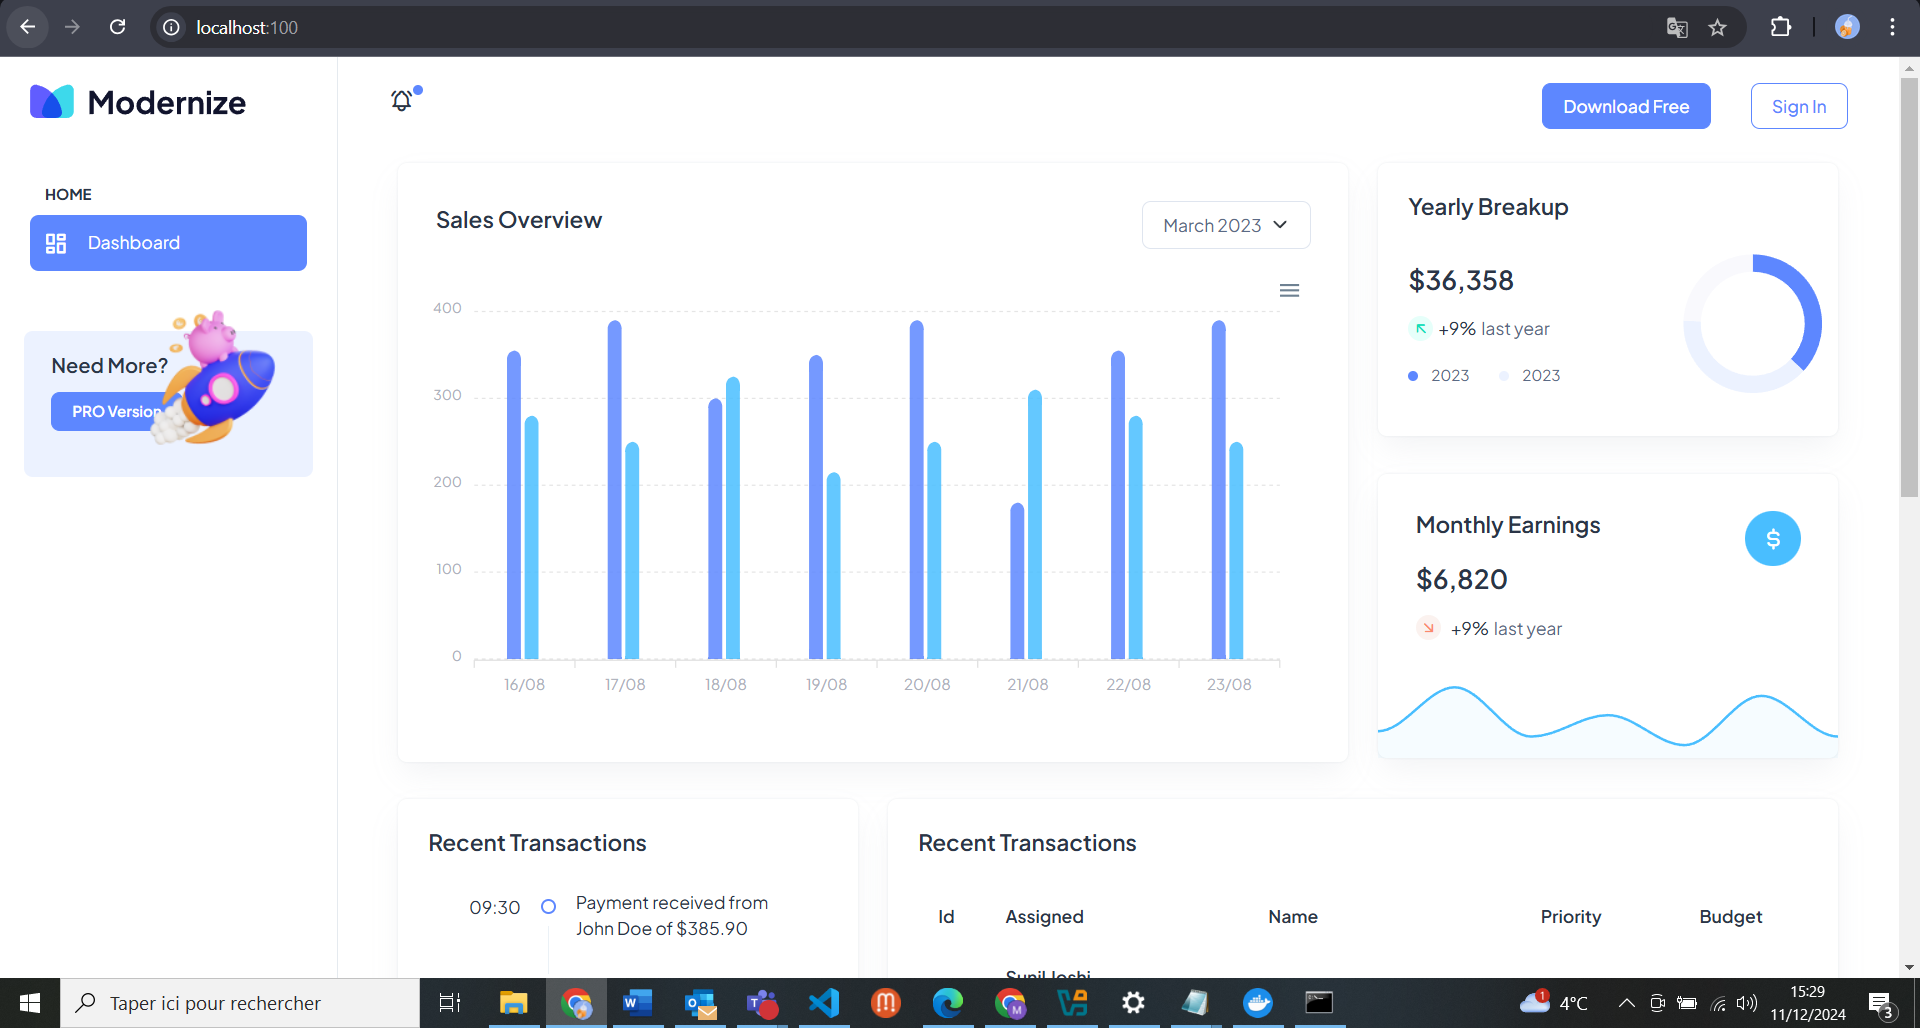 localhost:100
Modernize
Download Free
Sign In
HOME
Dashboard
Need More?
PRO Version
Sales Overview
March 2023
400
300
200
100
0
16/08 17/08 18/08 19/08 20/08 21/08 22/08 23/08
Yearly Breakup
$36,358
+9% last year
2023 2023
Monthly Earnings
$
$6,820
+9% last year
Recent Transactions
09:30
Payment received from
John Doe of $385.90
Recent Transactions
Id Assigned Name Priority Budget
Sunil Joshi
Taper ici pour rechercher
1
4°C
15:29
11/12/2024
3